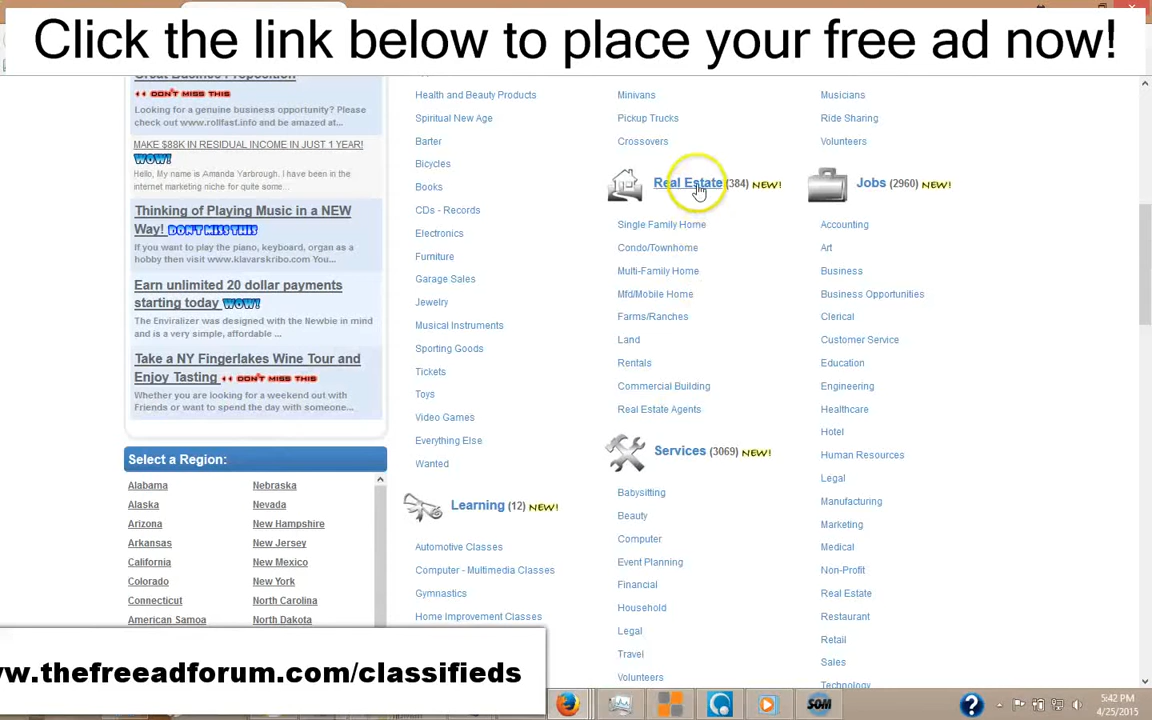 Click the link below to place your free ad now!
Great Business Proposition
DON'T MISS THIS
Looking for a genuine business opportunity? Please
check out www.rollfast.info and be amazed at...
MAKE $88K IN RESIDUAL INCOME IN JUST 1 YEAR!
WOW!
Hello, My name is Amanda Yarbrough. I have been in the
internet marketing niche for quite some...
Thinking of Playing Music in a NEW
Way! DON'T MISS THIS
If you want to play the piano, keyboard, organ as a
hobby then visit www.klavarskribo.com You...
Earn unlimited 20 dollar payments
starting today WOW!
The Enviralizer was designed with the Newbie in mind
and is a very simple, affordable ...
Take a NY Fingerlakes Wine Tour and
Enjoy Tasting DON'T MISS THIS
Whether you are looking for a weekend out with
Friends or want to spend the day with someone...
Select a Region:
Alabama
Alaska
Arizona
Arkansas
California
Colorado
Connecticut
American Samoa
Nebraska
Nevada
New Hampshire
New Jersey
New Mexico
New York
North Carolina
North Dakota
Health and Beauty Products
Spiritual New Age
Barter
Bicycles
Books
CDs - Records
Electronics
Furniture
Garage Sales
Jewelry
Musical Instruments
Sporting Goods
Tickets
Toys
Video Games
Everything Else
Wanted
Learning (12) NEW!
Automotive Classes
Computer - Multimedia Classes
Gymnastics
Home Improvement Classes
Minivans
Pickup Trucks
Crossovers
Real Estate (384) NEW!
Single Family Home
Condo/Townhome
Multi-Family Home
Mfd/Mobile Home
Farms/Ranches
Land
Rentals
Commercial Building
Real Estate Agents
Services (3069) NEW!
Babysitting
Beauty
Computer
Event Planning
Financial
Household
Legal
Travel
Volunteers
Musicians
Ride Sharing
Volunteers
Jobs (2960) NEW!
Accounting
Art
Business
Business Opportunities
Clerical
Customer Service
Education
Engineering
Healthcare
Hotel
Human Resources
Legal
Manufacturing
Marketing
Medical
Non-Profit
Real Estate
Restaurant
Retail
Sales
Technology
w.thefreeadforum.com/classifieds
SOM
5:42 PM
4/25/2015